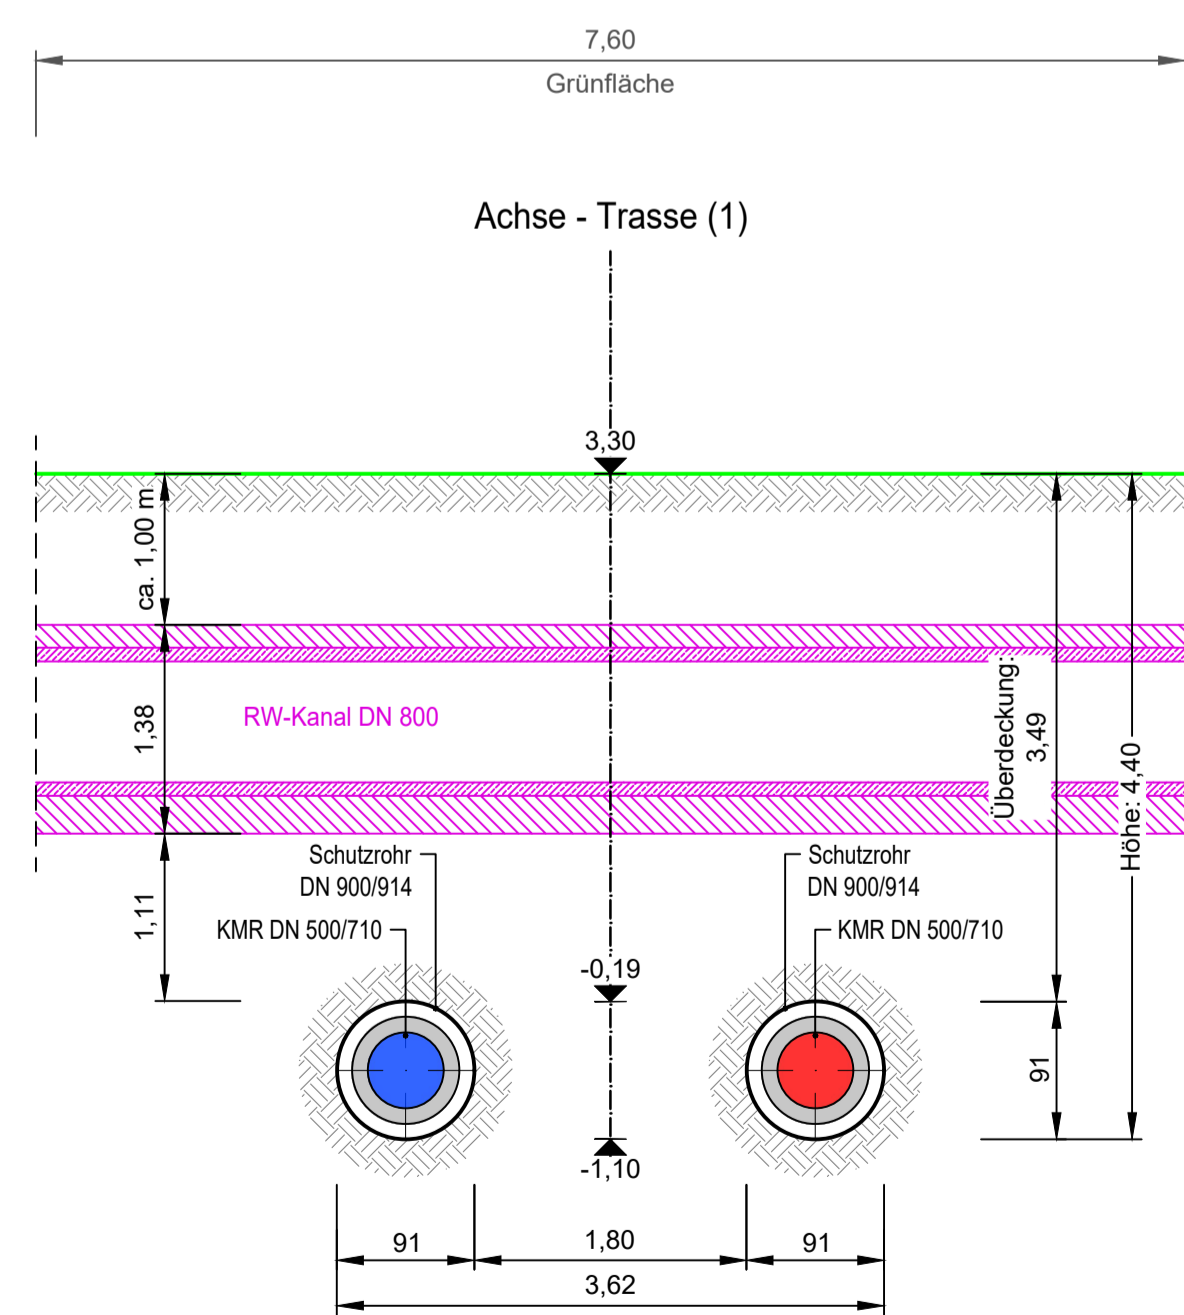 7,60
Grünfläche
Achse - Trasse (1)
3,30
ca. 1,00 m
1,38
RW-Kanal DN 800
Überdeckung:
3,49
Höhe: 4,40
1,11
Schutzrohr
DN 900/914
KMR DN 500/710
Schutzrohr
DN 900/914
KMR DN 500/710
-0,19
91
-1,10
91
1,80
91
3,62